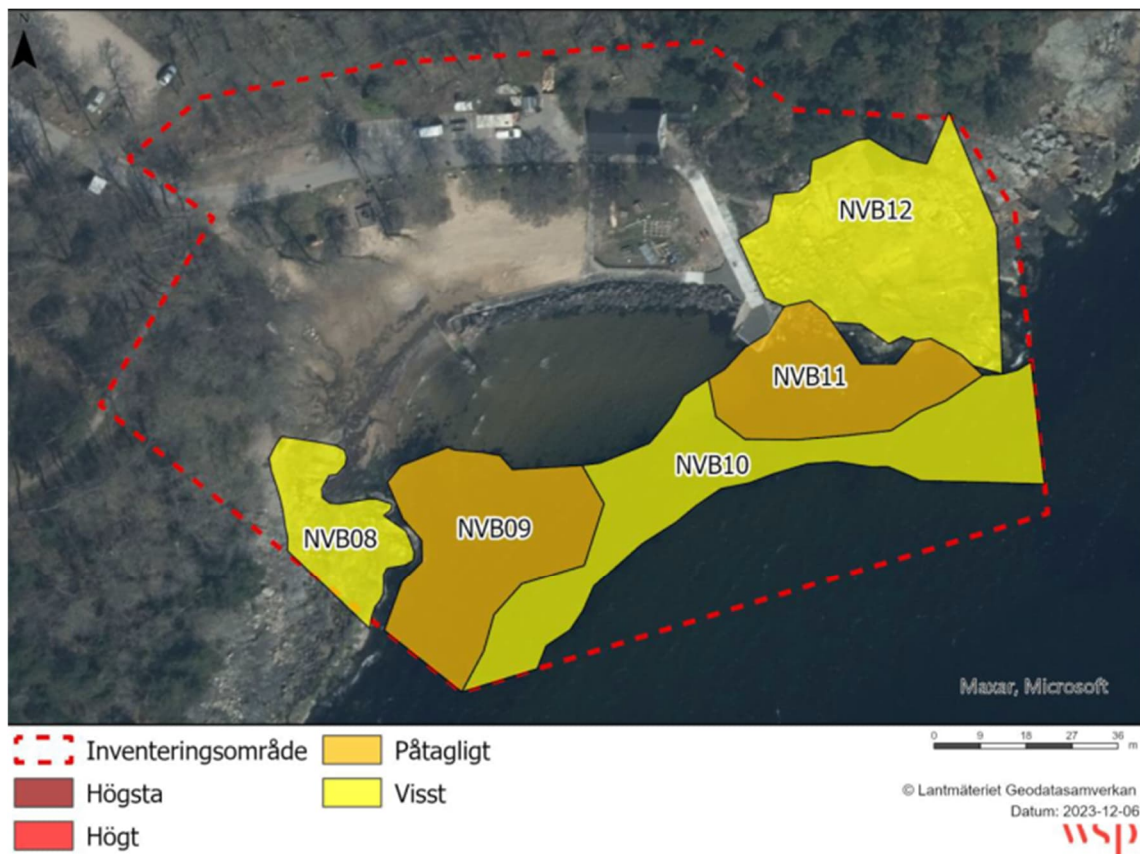 N
NVB12
NVB11
NVB10
NVB09
NVB08
Maxar, Microsoft
Inventeringsområde
Påtagligt
Högsta
Visst
Högt
0 9 18 27 36
m
© Lantmäteriet Geodatasamverkan
Datum: 2023-12-06
wsp